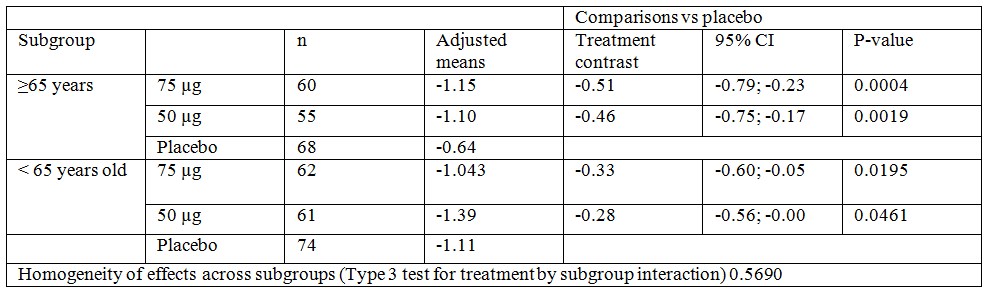 Comparisons vs placebo
Subgroup n Adjusted means Treatment contrast 95% CI P-value
≥65 years 75 µg 60 -1.15 -0.51 -0.79; -0.23 0.0004
50 µg 55 -1.10 -0.46 -0.75; -0.17 0.0019
Placebo 68 -0.64
< 65 years old 75 µg 62 -1.043 -0.33 -0.60; -0.05 0.0195
50 µg 61 -1.39 -0.28 -0.56; -0.00 0.0461
Placebo 74 -1.11
Homogeneity of effects across subgroups (Type 3 test for treatment by subgroup interaction) 0.5690